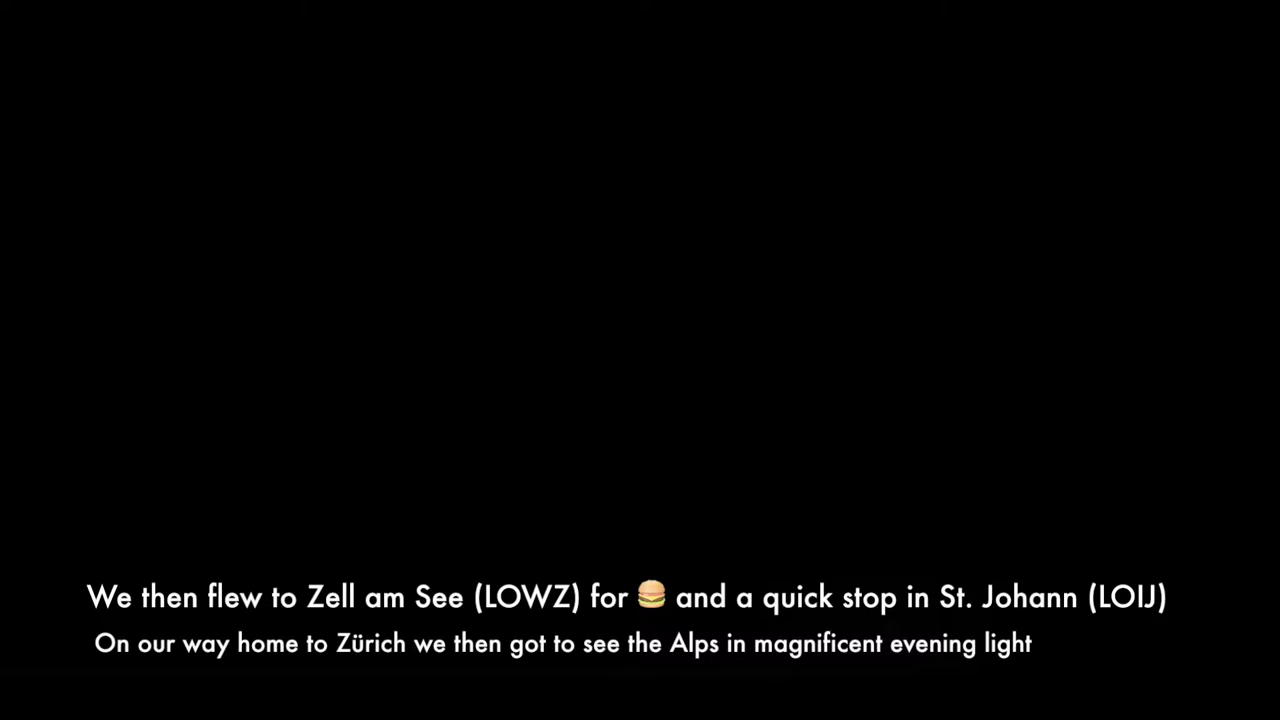 We then flew to Zell am See (LOWZ) for 🍔 and a quick stop in St. Johann (LOIJ)
On our way home to Zürich we then got to see the Alps in magnificent evening light